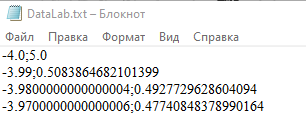 DataLab.txt – Блокнот
Файл Правка Формат Вид Справка
-4.0;5.0
-3.99;0.5083864682101399
-3.9800000000000004;0.4927729628604094
-3.9700000000000006;0.47740848378990164